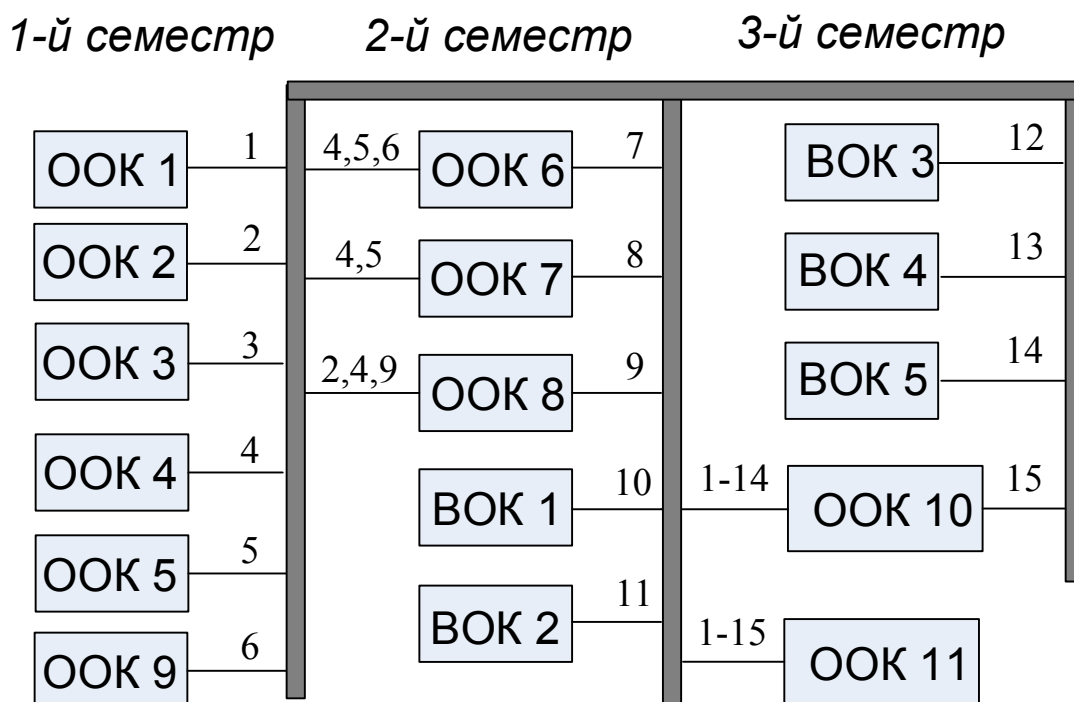 1-й семестр 2-й семестр 3-й семестр
ООК 1 1 4,5,6 ООК 6 7 ВОК 3 12
ООК 2 2 4,5 ООК 7 8 ВОК 4 13
ООК 3 3 2,4,9 ООК 8 9 ВОК 5 14
ООК 4 4 ВОК 1 10 1-14 ООК 10 15
ООК 5 5 ВОК 2 11
ООК 9 6 1-15 ООК 11